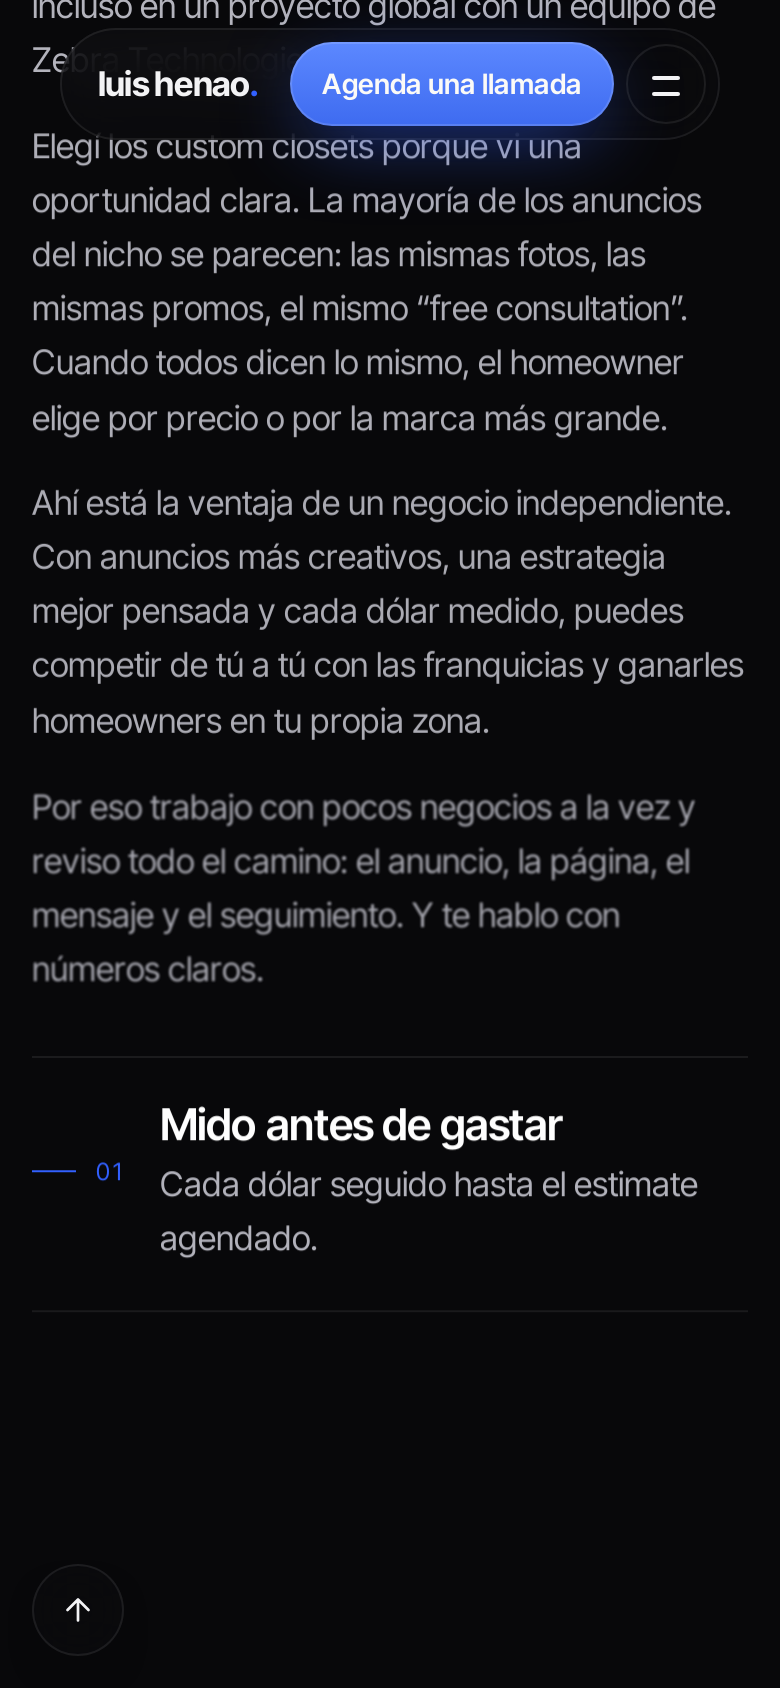 incluso en un proyecto global con un equipo de
Zebra Technologie
luis henao.
Agenda una llamada
Elegí los custom closets porque vi una
oportunidad clara. La mayoría de los anuncios
del nicho se parecen: las mismas fotos, las
mismas promos, el mismo “free consultation”.
Cuando todos dicen lo mismo, el homeowner
elige por precio o por la marca más grande.
Ahí está la ventaja de un negocio independiente.
Con anuncios más creativos, una estrategia
mejor pensada y cada dólar medido, puedes
competir de tú a tú con las franquicias y ganarles
homeowners en tu propia zona.
Por eso trabajo con pocos negocios a la vez y
reviso todo el camino: el anuncio, la página, el
mensaje y el seguimiento. Y te hablo con
números claros.
Mido antes de gastar
01
Cada dólar seguido hasta el estimate
agendado.